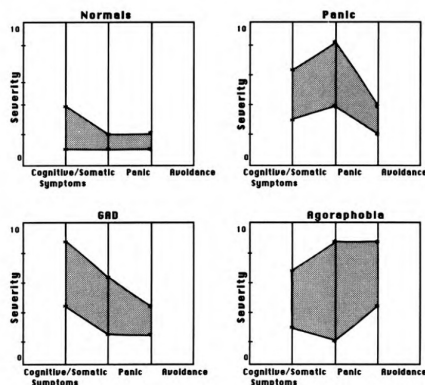 Normals
10
Severity
0
Cognitive/Somatic Panic Avoidance
Symptoms
Panic
10
Severity
0
Cognitive/Somatic Panic Avoidance
Symptoms
GAD
10
Severity
0
Cognitive/Somatic Panic Avoidance
Symptoms
Agoraphobia
10
Severity
0
Cognitive/Somatic Panic Avoidance
Symptoms